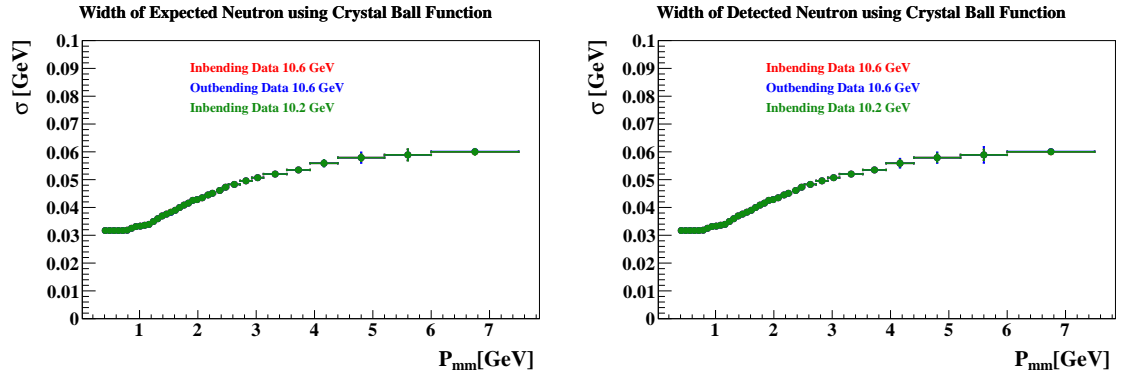 Width of Expected Neutron using Crystal Ball Function
σ [GeV]
0.1
0.09
0.08
0.07
0.06
0.05
0.04
0.03
0.02
0.01
0
Inbending Data 10.6 GeV
Outbending Data 10.6 GeV
Inbending Data 10.2 GeV
1 2 3 4 5 6 7
Pmm[GeV]
Width of Detected Neutron using Crystal Ball Function
σ [GeV]
0.1
0.09
0.08
0.07
0.06
0.05
0.04
0.03
0.02
0.01
0
Inbending Data 10.6 GeV
Outbending Data 10.6 GeV
Inbending Data 10.2 GeV
1 2 3 4 5 6 7
Pmm[GeV]